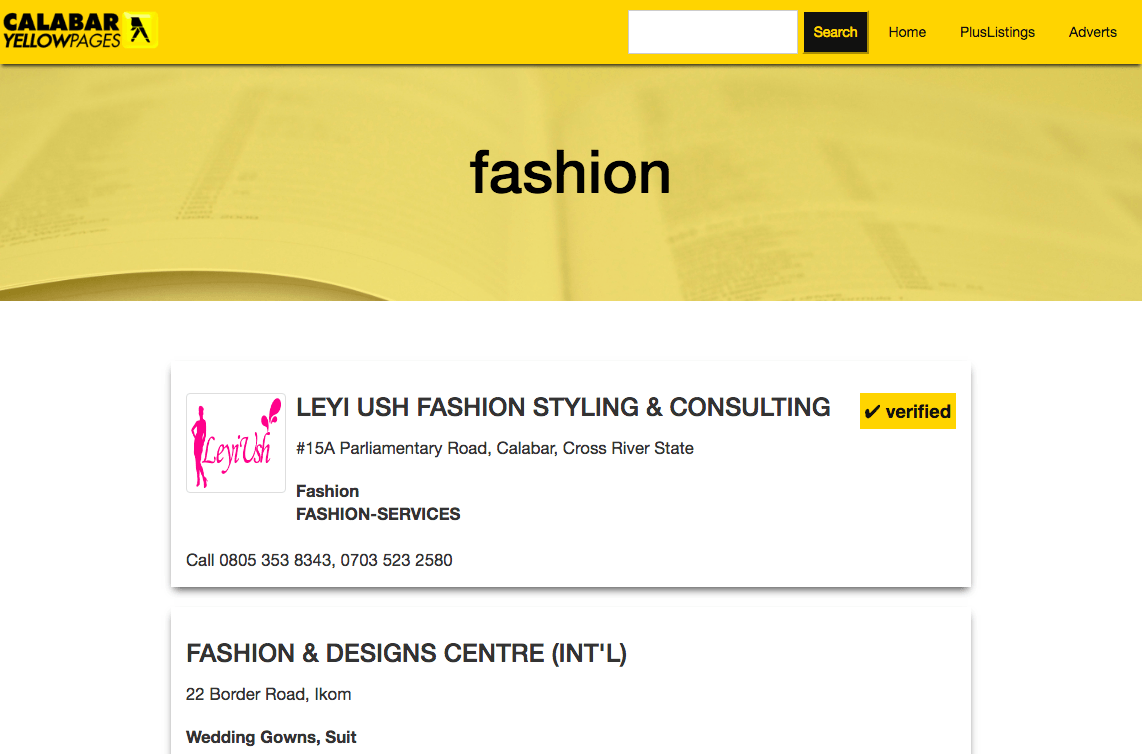 CALABAR
YELLOWPAGES
Search
Home
PlusListings
Adverts
fashion
LeyiUsh
LEYI USH FASHION STYLING & CONSULTING
✔ verified
#15A Parliamentary Road, Calabar, Cross River State
Fashion
FASHION-SERVICES
Call 0805 353 8343, 0703 523 2580
FASHION & DESIGNS CENTRE (INT'L)
22 Border Road, Ikom
Wedding Gowns, Suit